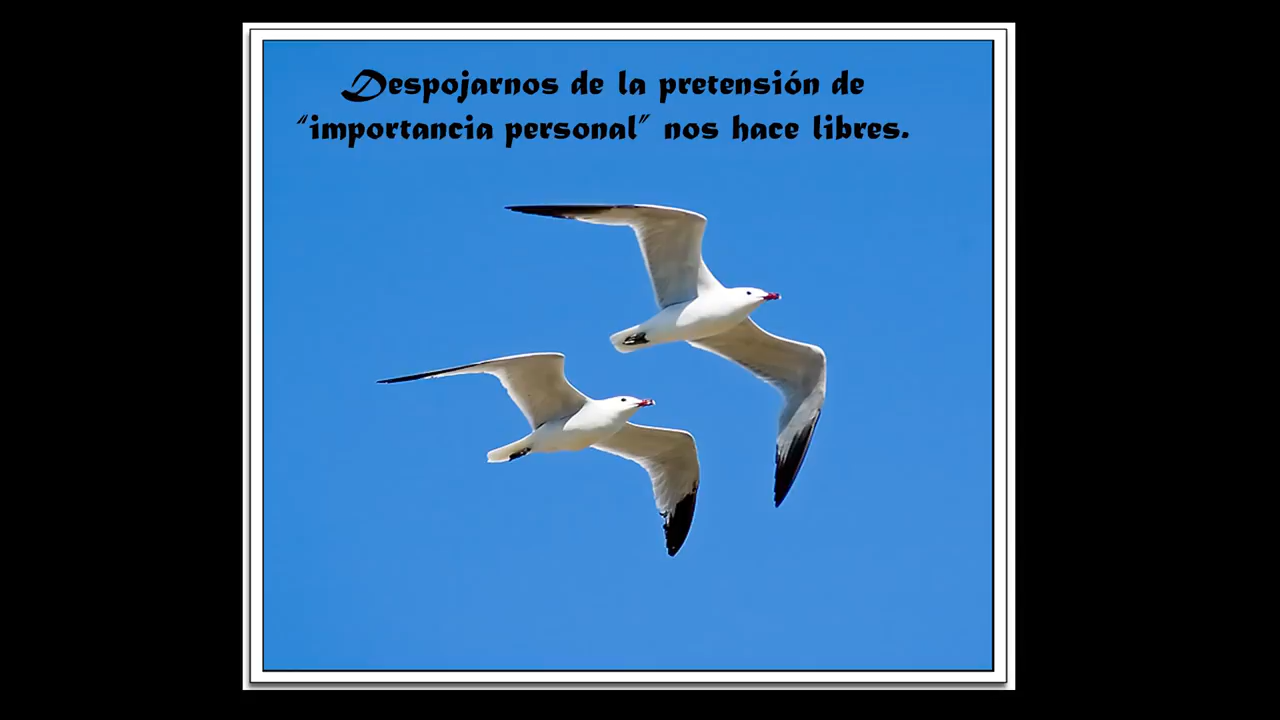 Despojarnos de la pretensión de
“importancia personal” nos hace libres.